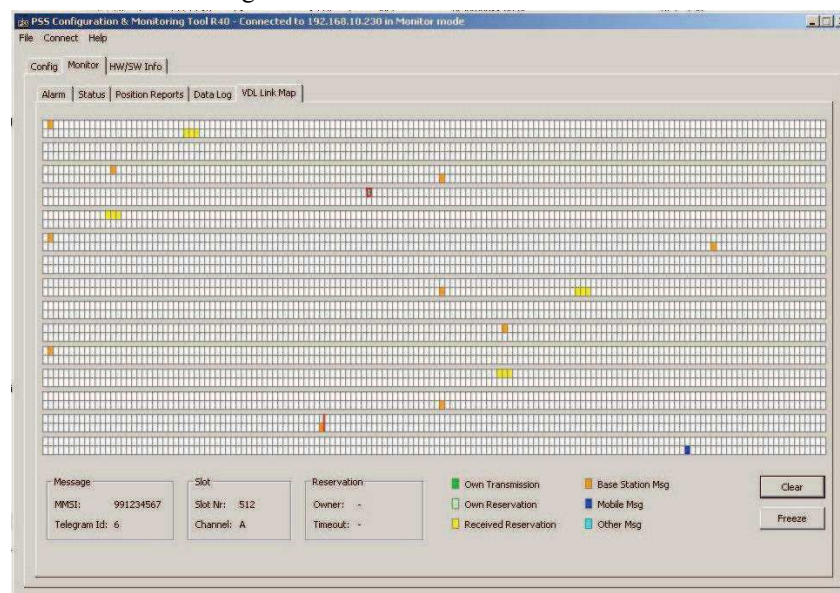 PSS Configuration & Monitoring Tool R40 - Connected to 192.168.10.230 in Monitor mode
File Connect Help
Config Monitor HW/SW Info
Alarm Status Position Reports Data Log VDL Link Map
Message Slot Reservation Own Transmission Base Station Msg Clear
MMSI: 991234567 Slot Nr: 512 Owner: - Own Reservation Mobile Msg
Telegram Id: 6 Channel: A Timeout: - Received Reservation Other Msg Freeze